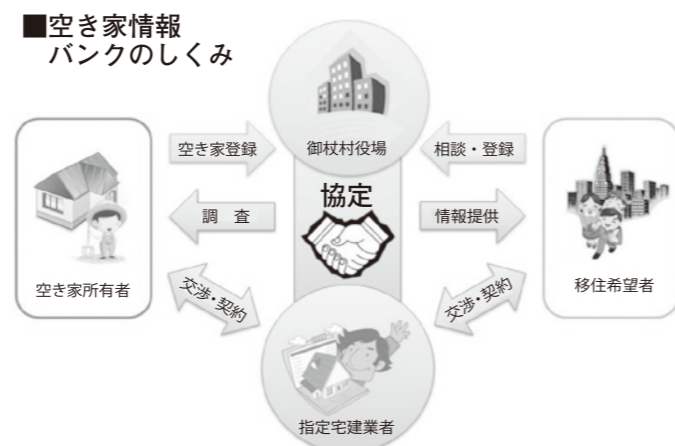 ■空き家情報
バンクのしくみ
御杖村役場
空き家登録
相談・登録
協定
調　査
情報提供
空き家所有者
移住希望者
交渉・契約
交渉・契約
指定宅建業者